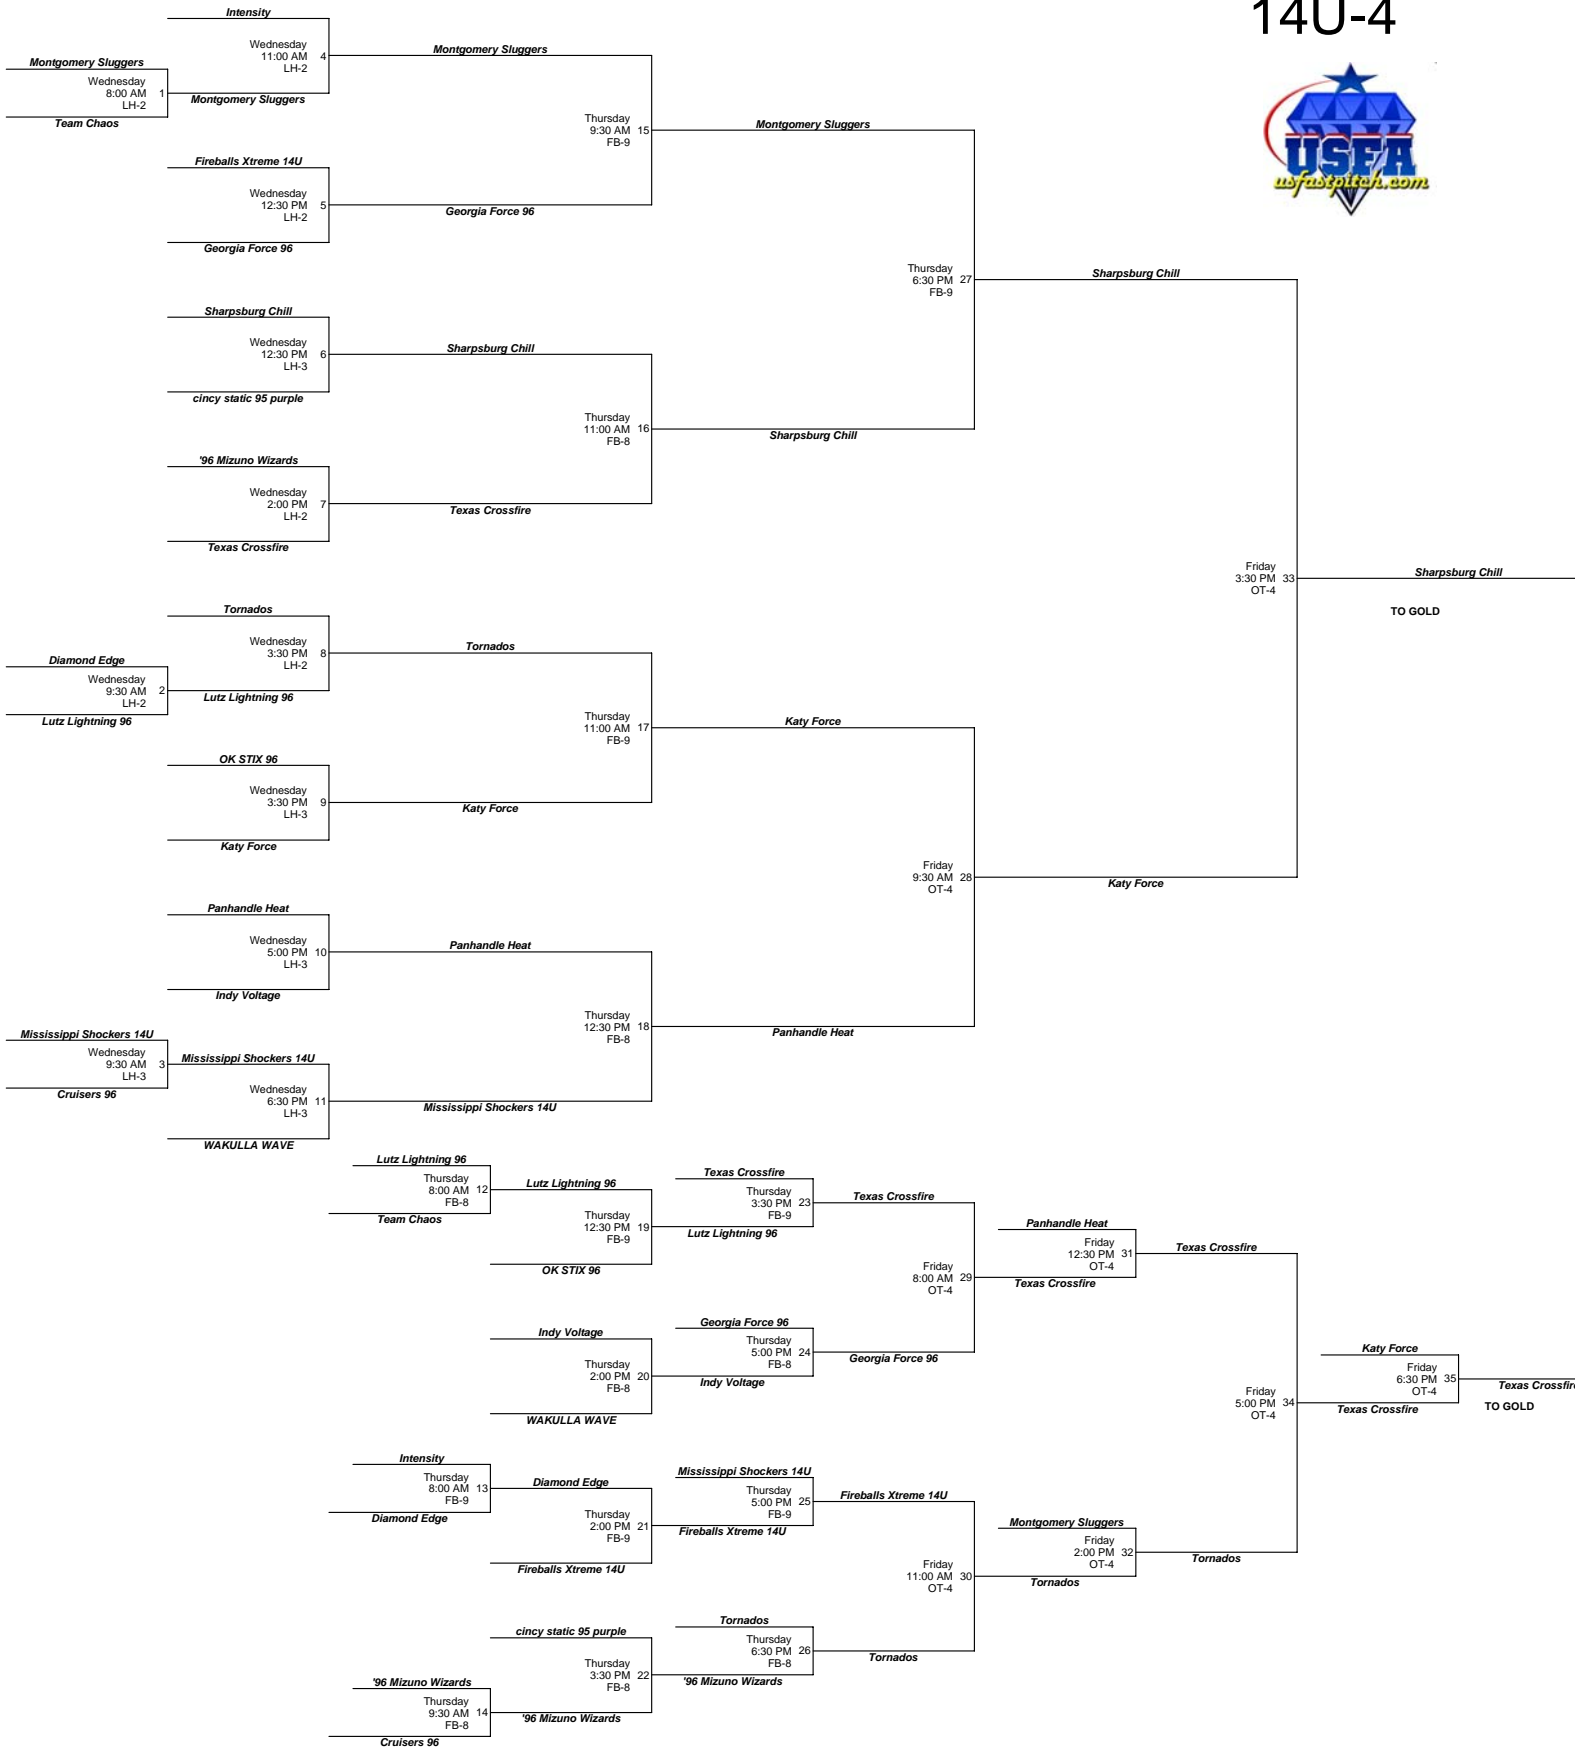 14U-4
USFA
usfastpitch.com
Intensity
Wednesday
11:00 AM 4
LH-2
Montgomery Sluggers
Montgomery Sluggers
Wednesday
8:00 AM 1
LH-2
Montgomery Sluggers
Team Chaos
Thursday
9:30 AM 15
FB-9
Montgomery Sluggers
Fireballs Xtreme 14U
Wednesday
12:30 PM 5
LH-2
Georgia Force 96
Georgia Force 96
Thursday
6:30 PM 27
FB-9
Sharpsburg Chill
Sharpsburg Chill
Wednesday
12:30 PM 6
LH-3
Sharpsburg Chill
cincy static 95 purple
Thursday
11:00 AM 16
FB-8
Sharpsburg Chill
'96 Mizuno Wizards
Wednesday
2:00 PM 7
LH-2
Texas Crossfire
Texas Crossfire
Friday
3:30 PM 33
OT-4
Sharpsburg Chill
TO GOLD
Tornados
Wednesday
3:30 PM 8
LH-2
Tornados
Diamond Edge
Wednesday
9:30 AM 2
LH-2
Lutz Lightning 96
Lutz Lightning 96
Thursday
11:00 AM 17
FB-9
Katy Force
OK STIX 96
Wednesday
3:30 PM 9
LH-3
Katy Force
Katy Force
Friday
9:30 AM 28
OT-4
Katy Force
Panhandle Heat
Wednesday
5:00 PM 10
LH-3
Panhandle Heat
Indy Voltage
Thursday
12:30 PM 18
FB-8
Panhandle Heat
Mississippi Shockers 14U
Wednesday
9:30 AM 3
LH-3
Mississippi Shockers 14U
Cruisers 96
Wednesday
6:30 PM 11
LH-3
Mississippi Shockers 14U
WAKULLA WAVE
Lutz Lightning 96
Thursday
8:00 AM 12
FB-8
Lutz Lightning 96
Team Chaos
Thursday
12:30 PM 19
FB-9
OK STIX 96
Texas Crossfire
Thursday
3:30 PM 23
FB-9
Texas Crossfire
Lutz Lightning 96
Friday
8:00 AM 29
OT-4
Panhandle Heat
Friday
12:30 PM 31
OT-4
Texas Crossfire
Texas Crossfire
Indy Voltage
Thursday
2:00 PM 20
FB-8
WAKULLA WAVE
Georgia Force 96
Thursday
5:00 PM 24
FB-8
Georgia Force 96
Indy Voltage
Friday
5:00 PM 34
OT-4
Katy Force
Friday
6:30 PM 35
OT-4
Texas Crossfire
Texas Crossfire
TO GOLD
Intensity
Thursday
8:00 AM 13
FB-9
Diamond Edge
Diamond Edge
Thursday
2:00 PM 21
FB-9
Fireballs Xtreme 14U
Mississippi Shockers 14U
Thursday
5:00 PM 25
FB-9
Fireballs Xtreme 14U
Fireballs Xtreme 14U
Friday
11:00 AM 30
OT-4
Montgomery Sluggers
Friday
2:00 PM 32
OT-4
Tornados
Tornados
cincy static 95 purple
Thursday
3:30 PM 22
FB-8
Tornados
Thursday
6:30 PM 26
FB-8
Tornados
'96 Mizuno Wizards
'96 Mizuno Wizards
Thursday
9:30 AM 14
FB-8
'96 Mizuno Wizards
Cruisers 96